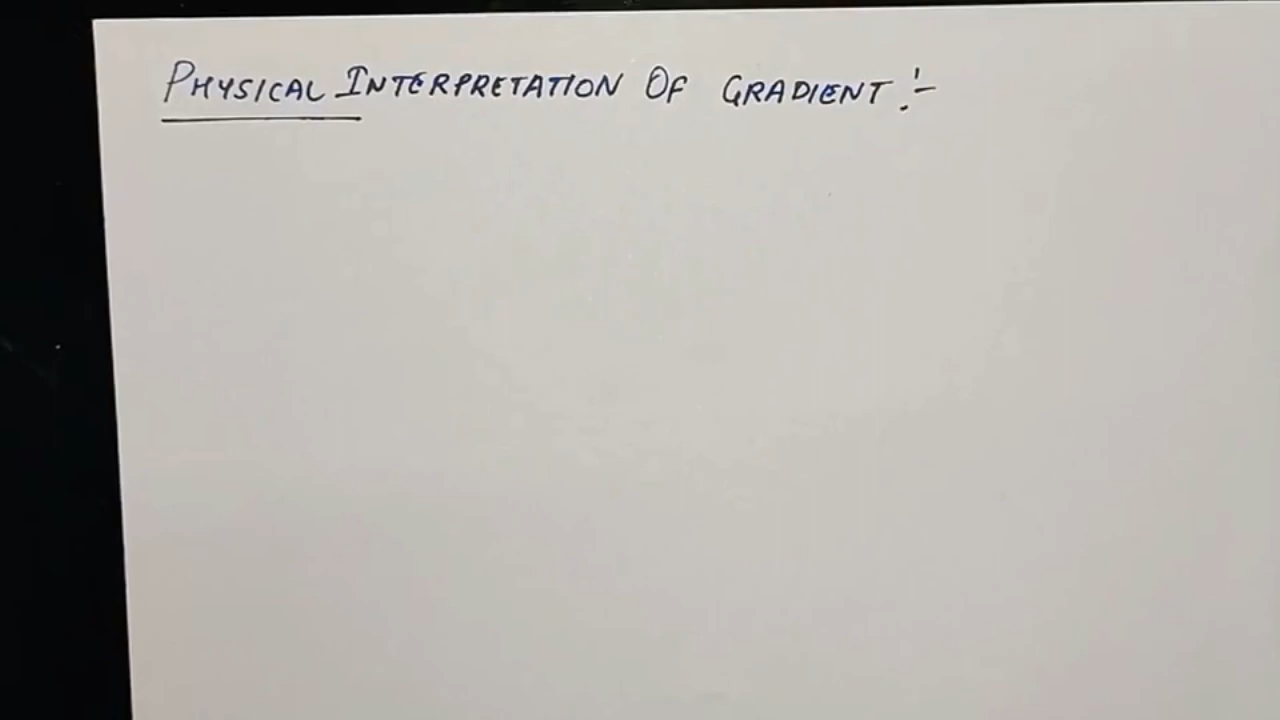 PHYSICAL INTERPRETATION OF GRADIENT :-